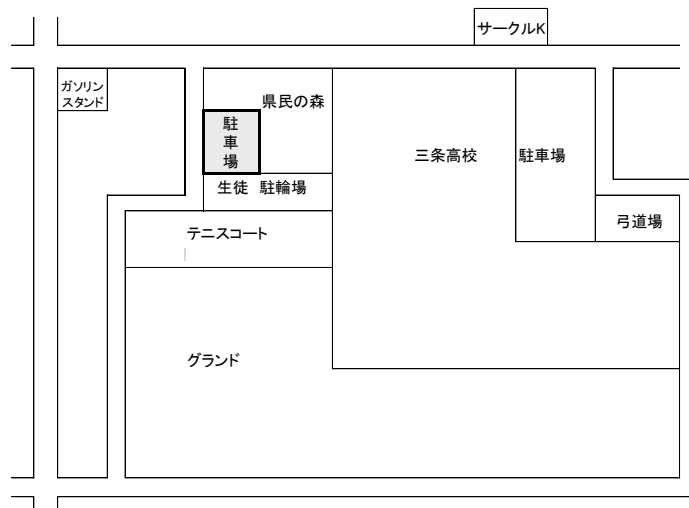 サークルK
ガソリン
スタンド
県民の森
駐
車
場
三条高校
駐車場
生徒 駐輪場
弓道場
テニスコート
グランド